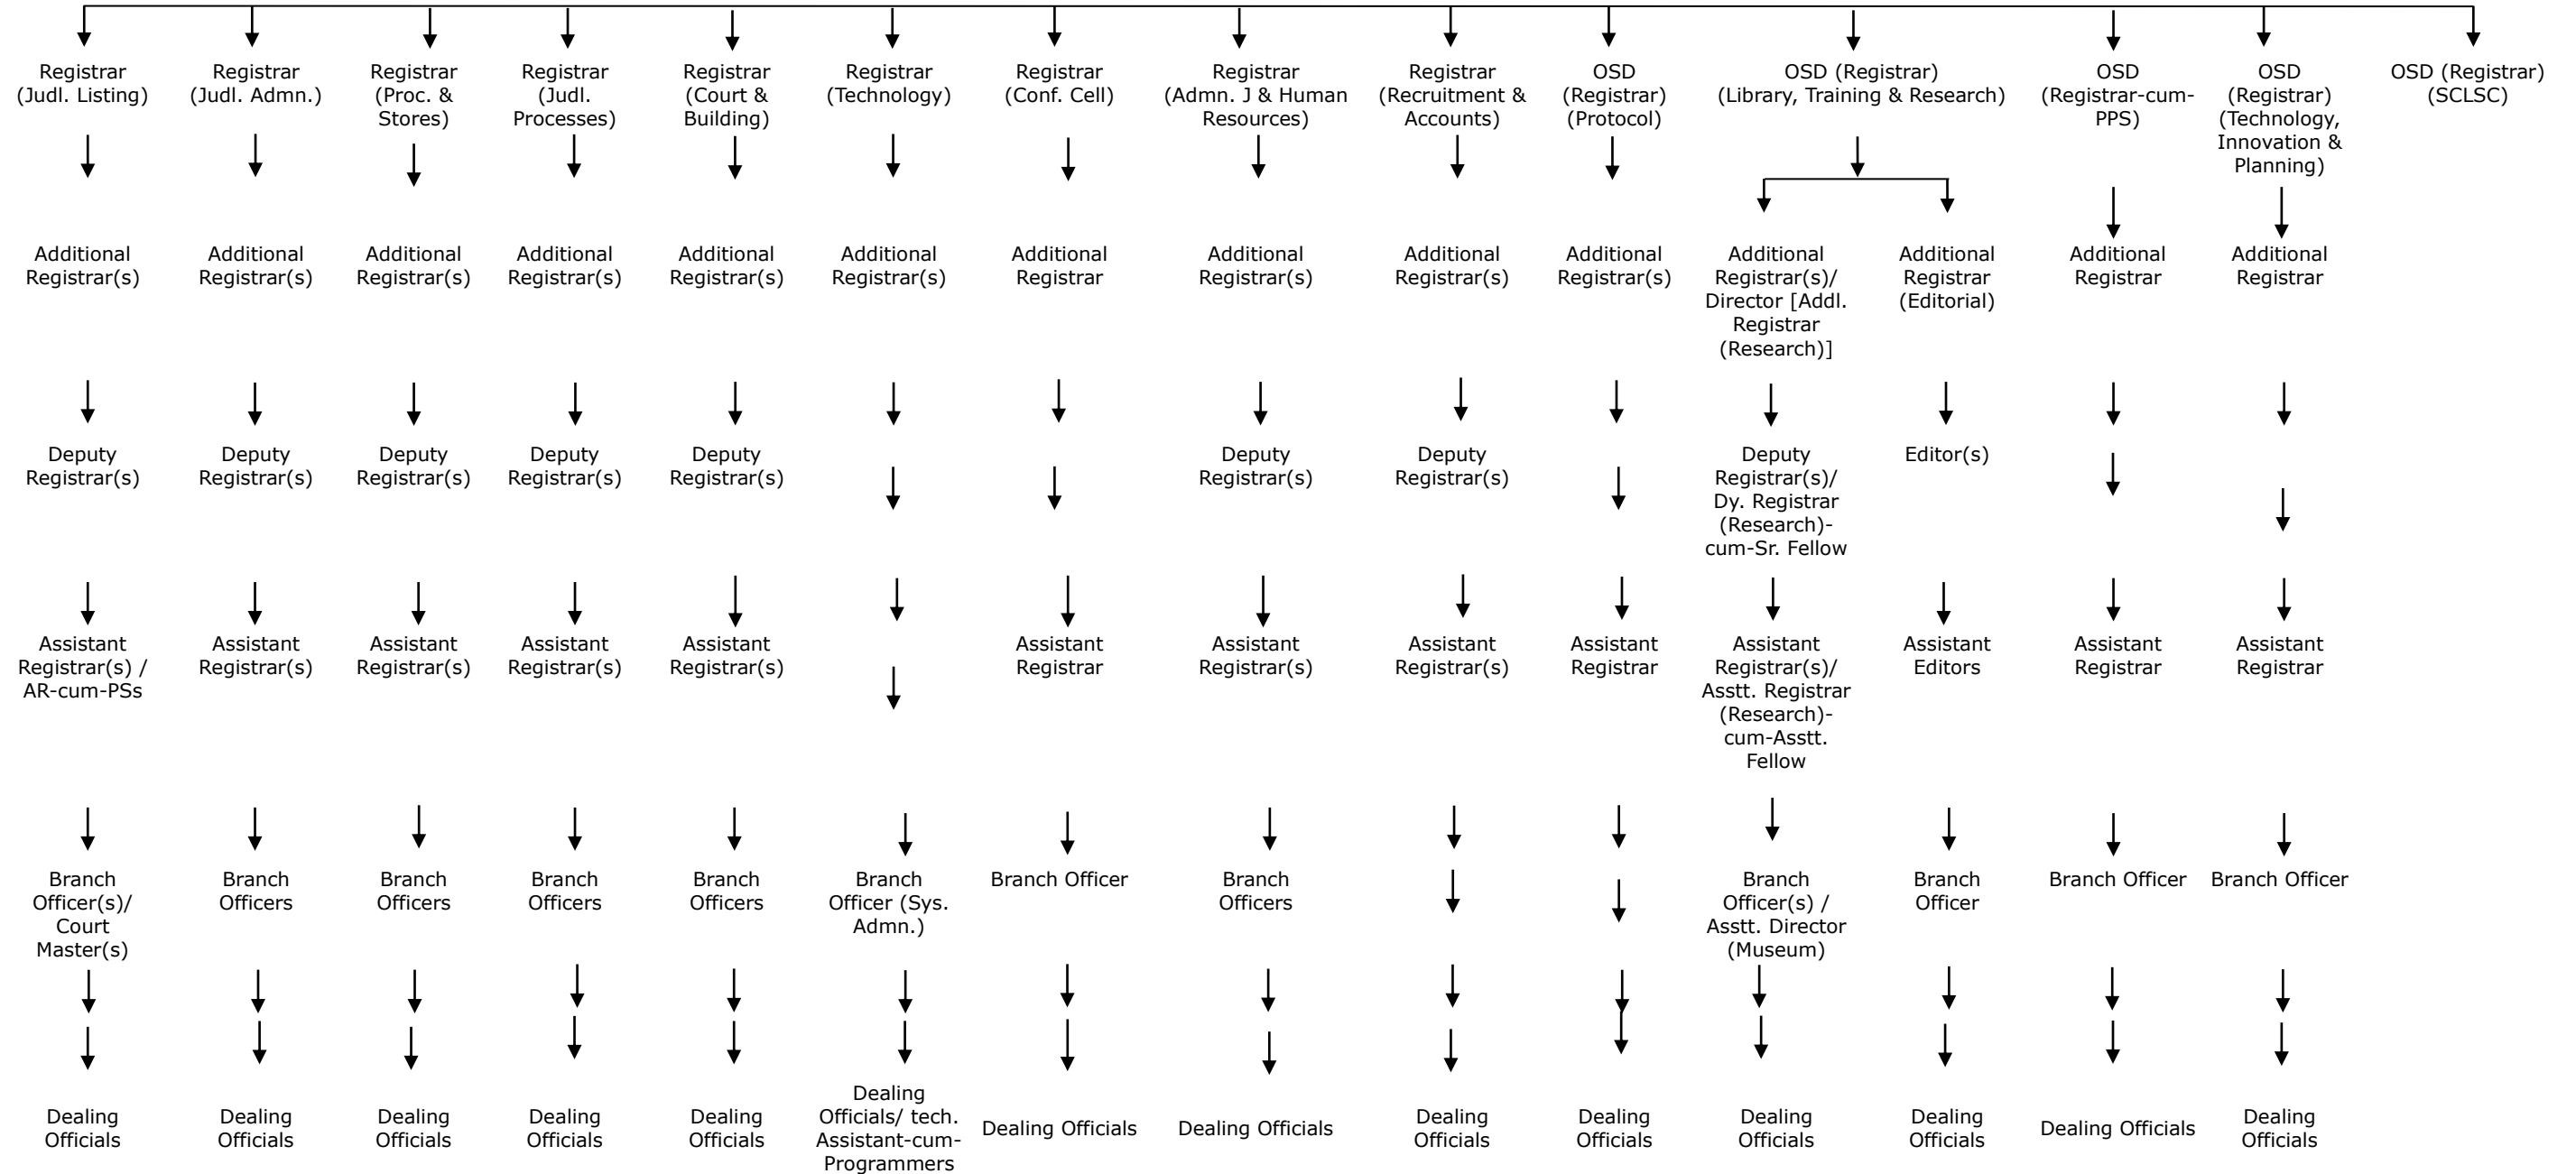 Registrar
(Judl. Listing)
Registrar
(Judl. Admn.)
Registrar
(Proc. &
Stores)
Registrar
(Judl.
Processes)
Registrar
(Court &
Building)
Registrar
(Technology)
Registrar
(Conf. Cell)
Registrar
(Admn. J & Human
Resources)
Registrar
(Recruitment &
Accounts)
OSD
(Registrar)
(Protocol)
OSD (Registrar)
(Library, Training & Research)
OSD
(Registrar-cum-
PPS)
OSD
(Registrar)
(Technology,
Innovation &
Planning)
OSD (Registrar)
(SCLSC)
Additional
Registrar(s)
Additional
Registrar(s)
Additional
Registrar(s)
Additional
Registrar(s)
Additional
Registrar(s)
Additional
Registrar(s)
Additional
Registrar
Additional
Registrar(s)
Additional
Registrar(s)
Additional
Registrar(s)
Additional
Registrar(s)/
Director [Addl.
Registrar
(Research)]
Additional
Registrar
(Editorial)
Additional
Registrar
Additional
Registrar
Deputy
Registrar(s)
Deputy
Registrar(s)
Deputy
Registrar(s)
Deputy
Registrar(s)
Deputy
Registrar(s)
Deputy
Registrar(s)
Deputy
Registrar(s)
Deputy
Registrar(s)/
Dy. Registrar
(Research)-
cum-Sr. Fellow
Editor(s)
Assistant
Registrar(s) /
AR-cum-PSs
Assistant
Registrar(s)
Assistant
Registrar(s)
Assistant
Registrar(s)
Assistant
Registrar(s)
Assistant
Registrar
Assistant
Registrar(s)
Assistant
Registrar(s)
Assistant
Registrar
Assistant
Registrar(s)/
Asstt. Registrar
(Research)-
cum-Asstt.
Fellow
Assistant
Editors
Assistant
Registrar
Assistant
Registrar
Branch
Officer(s)/
Court
Master(s)
Branch
Officers
Branch
Officers
Branch
Officers
Branch
Officers
Branch
Officer (Sys.
Admn.)
Branch Officer
Branch
Officers
Branch
Officer(s) /
Asstt. Director
(Museum)
Branch
Officer
Branch Officer
Branch Officer
Dealing
Officials
Dealing
Officials
Dealing
Officials
Dealing
Officials
Dealing
Officials
Dealing
Officials/ tech.
Assistant-cum-
Programmers
Dealing Officials
Dealing Officials
Dealing
Officials
Dealing
Officials
Dealing
Officials
Dealing
Officials
Dealing Officials
Dealing
Officials